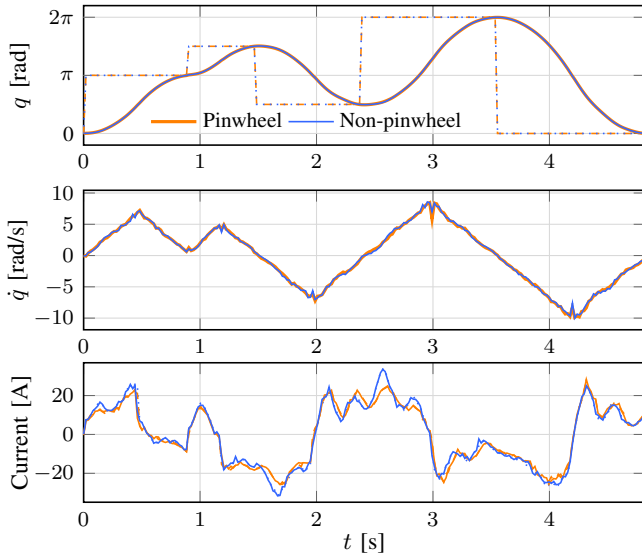 2π
π
0
q [rad]
Pinwheel Non-pinwheel
0 1 2 3 4
10
5
0
−5
−10
q̇ [rad/s]
0 1 2 3 4
20
0
−20
Current [A]
0 1 2 3 4
t [s]